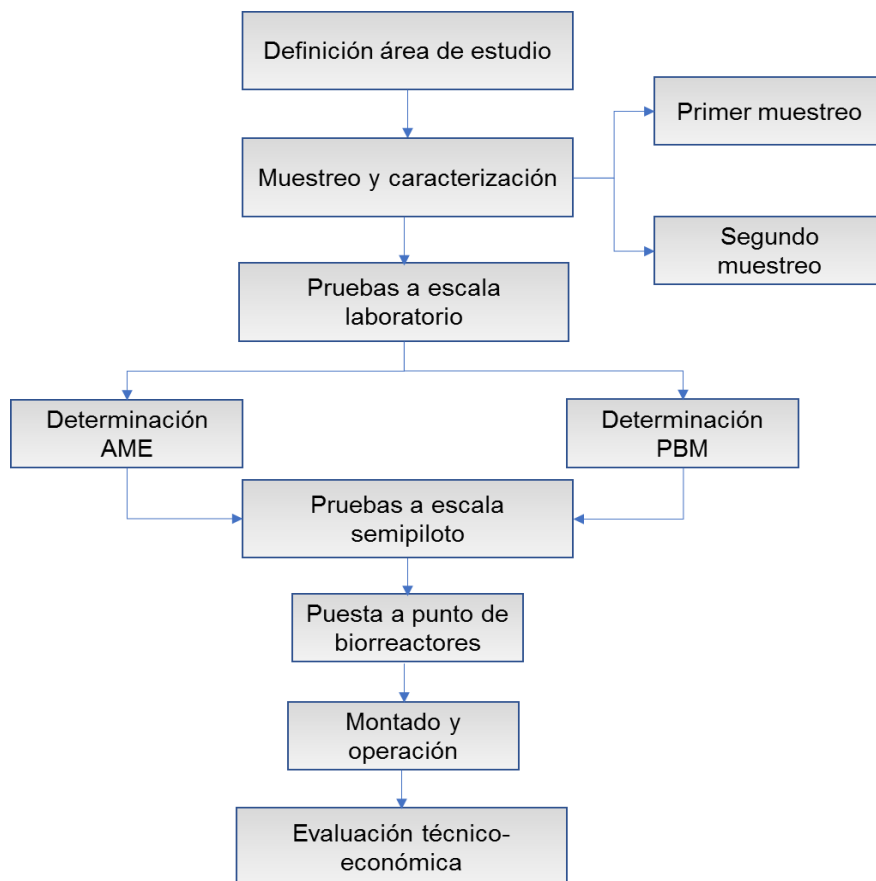 Definición área de estudio
Primer muestreo
Muestreo y caracterización
Segundo
muestreo
Pruebas a escala
laboratorio
Determinación
AME
Determinación
PBM
Pruebas a escala
semipiloto
Puesta a punto de
biorreactores
Montado y
operación
Evaluación técnico-
económica